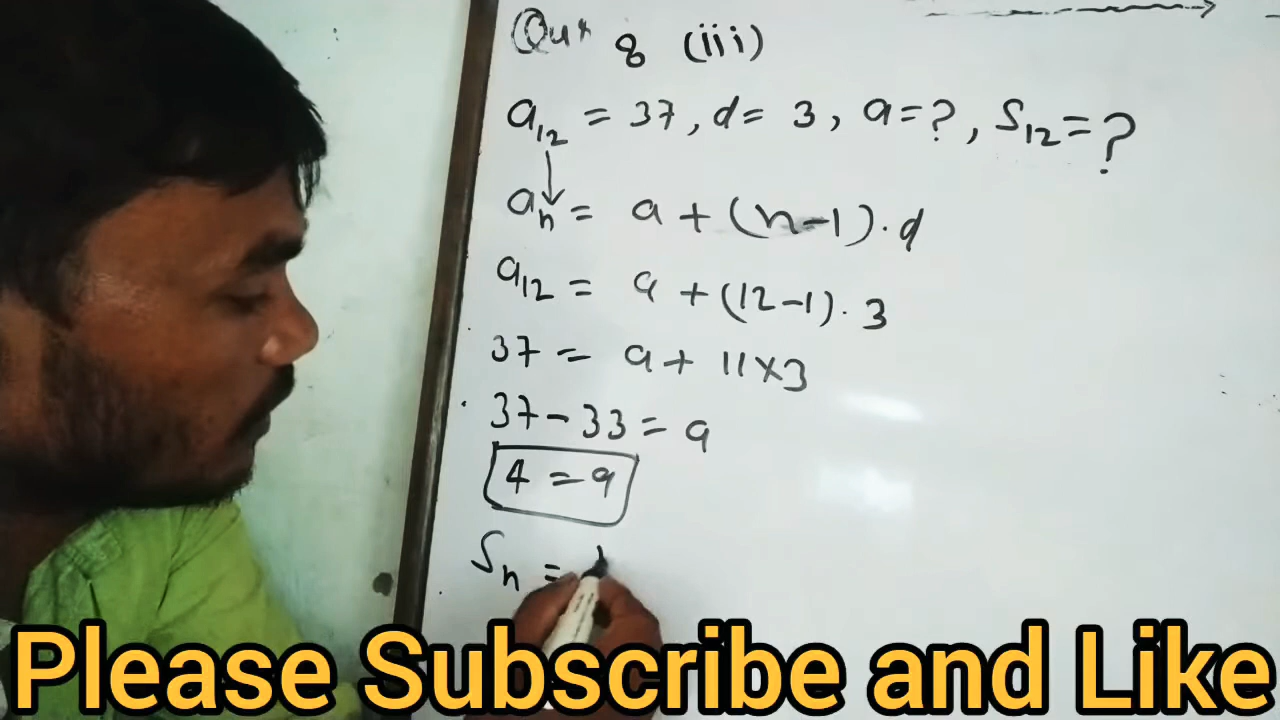 Qus 8 (iii)
a₁₂ = 37, d = 3, a = ?, S₁₂ = ?
aₙ = a + (n-1).d
a₁₂ = a + (12-1).3
37 = a + 11×3
37 - 33 = a
4 = a
Sₙ =
Please Subscribe and Like